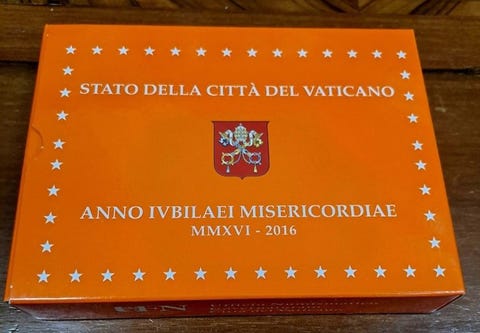 STATO DELLA CITTÀ DEL VATICANO
ANNO IVBILAEI MISERICORDIAE
MMXVI - 2016